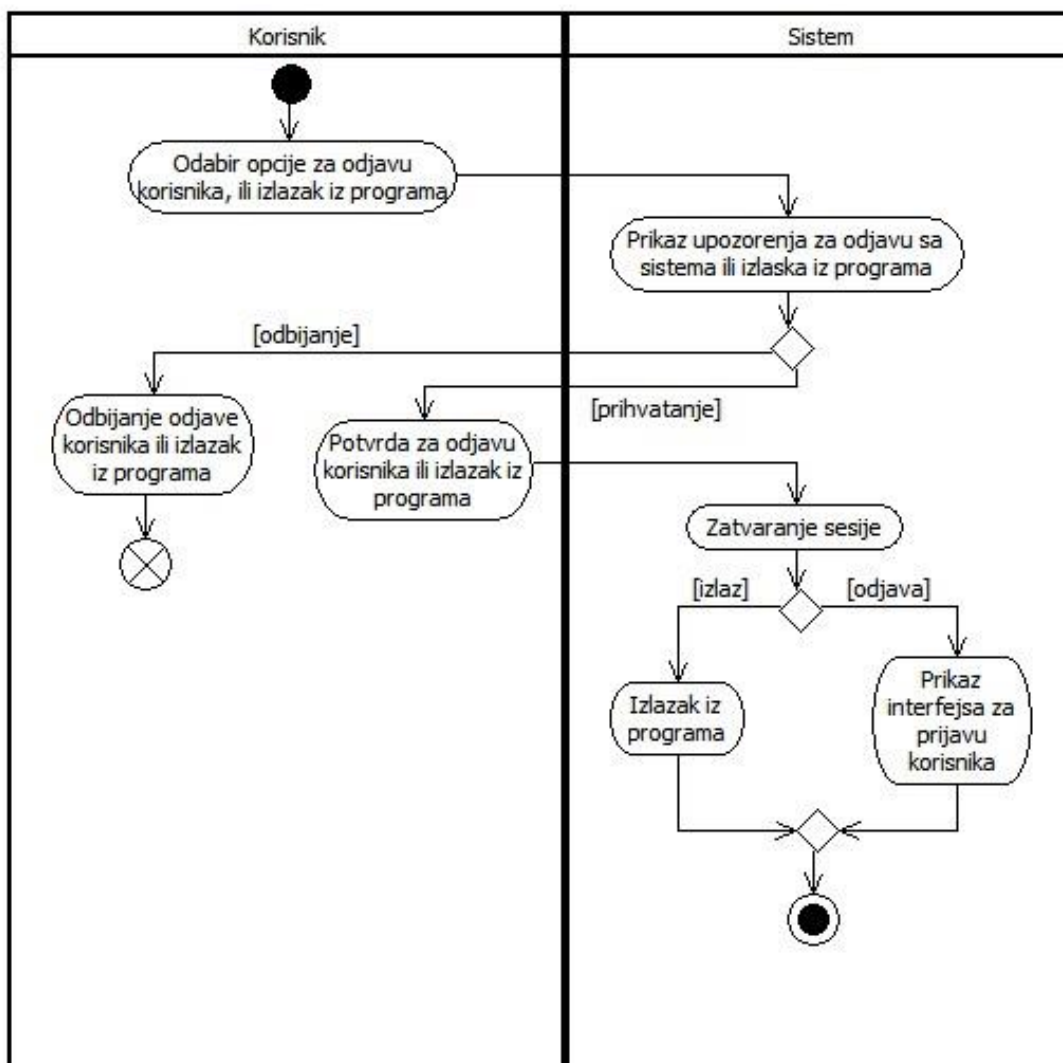 Korisnik
Sistem
Odabir opcije za odjavu
korisnika, ili izlazak iz programa
Prikaz upozorenja za odjavu sa
sistema ili izlaska iz programa
[odbijanje]
[prihvatanje]
Odbijanje odjave
korisnika ili izlazak
iz programa
Potvrda za odjavu
korisnika ili izlazak iz
programa
Zatvaranje sesije
[izlaz]
[odjava]
Izlazak iz
programa
Prikaz
interfejsa za
prijavu
korisnika